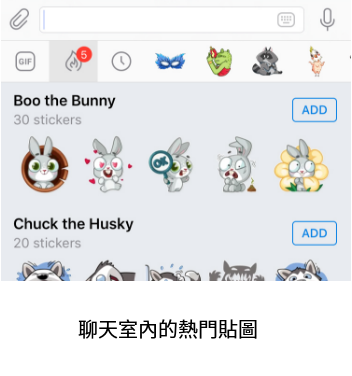 GIF 5
Boo the Bunny
30 stickers
ADD
OK
Chuck the Husky
20 stickers
ADD
聊天室內的熱門貼圖